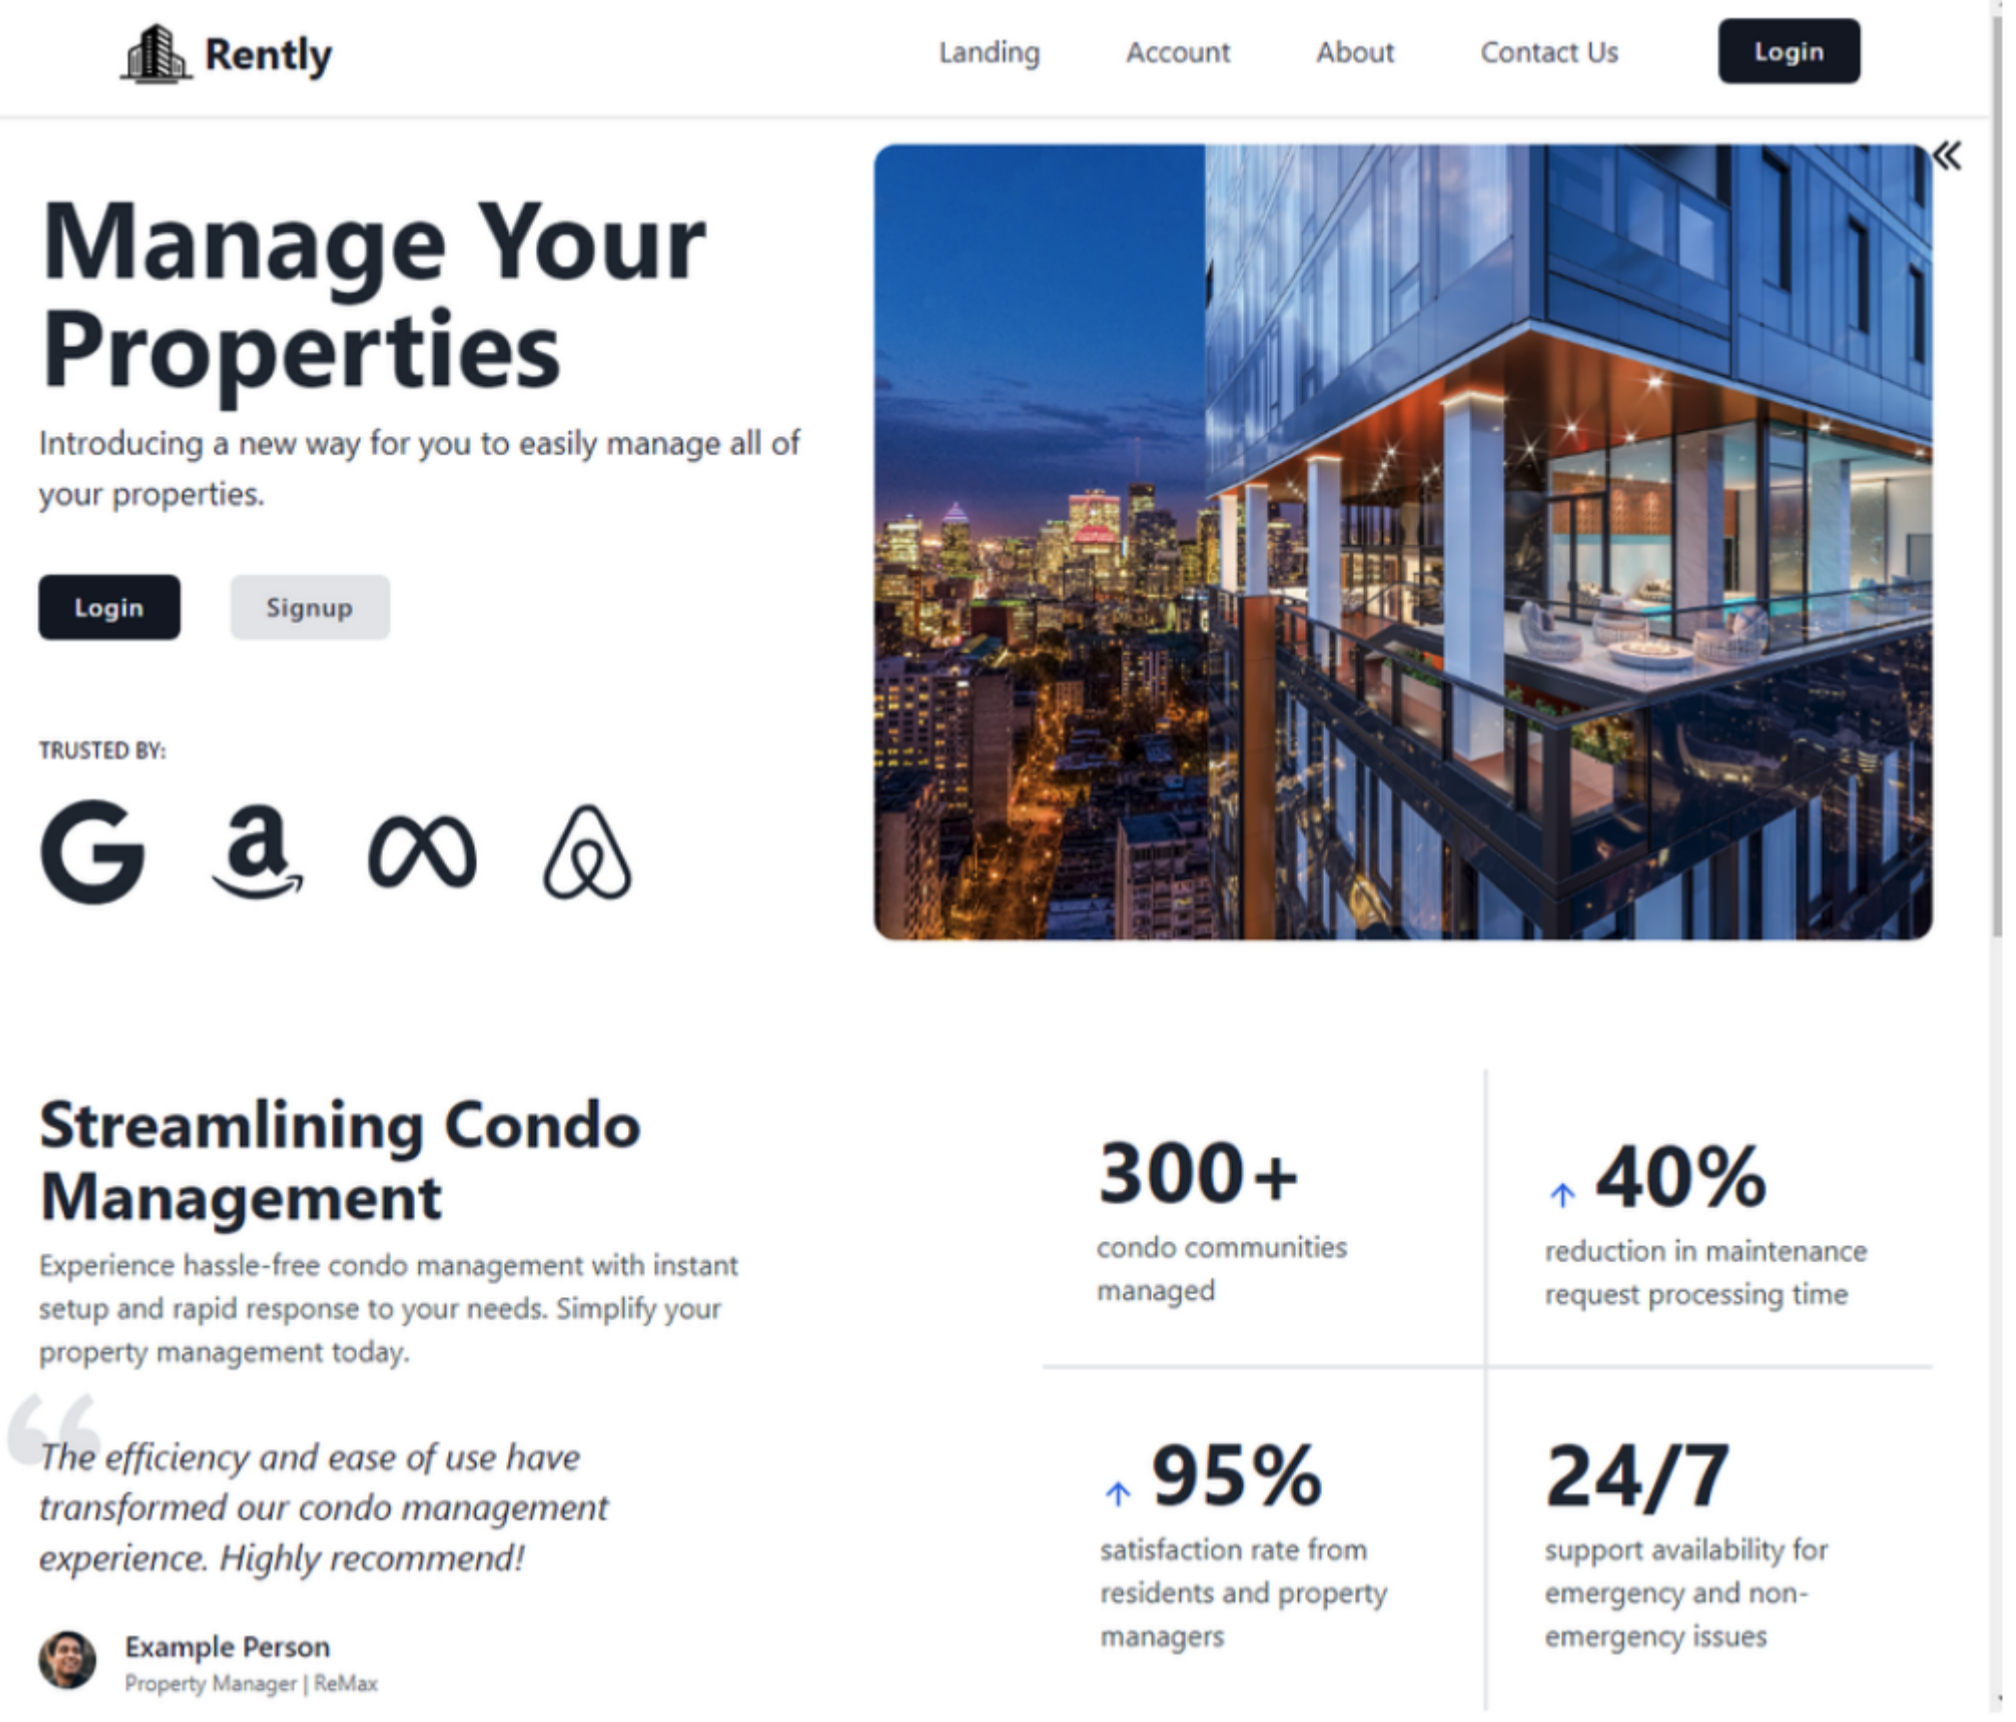 Rently
Landing
Account
About
Contact Us
Login
Manage Your
Properties
Introducing a new way for you to easily manage all of
your properties.
Login
Signup
TRUSTED BY:
Streamlining Condo
Management
Experience hassle-free condo management with instant
setup and rapid response to your needs. Simplify your
property management today.
“
The efficiency and ease of use have
transformed our condo management
experience. Highly recommend!
Example Person
Property Manager | ReMax
300+
condo communities
managed
↑ 40%
reduction in maintenance
request processing time
↑ 95%
satisfaction rate from
residents and property
managers
24/7
support availability for
emergency and non-
emergency issues